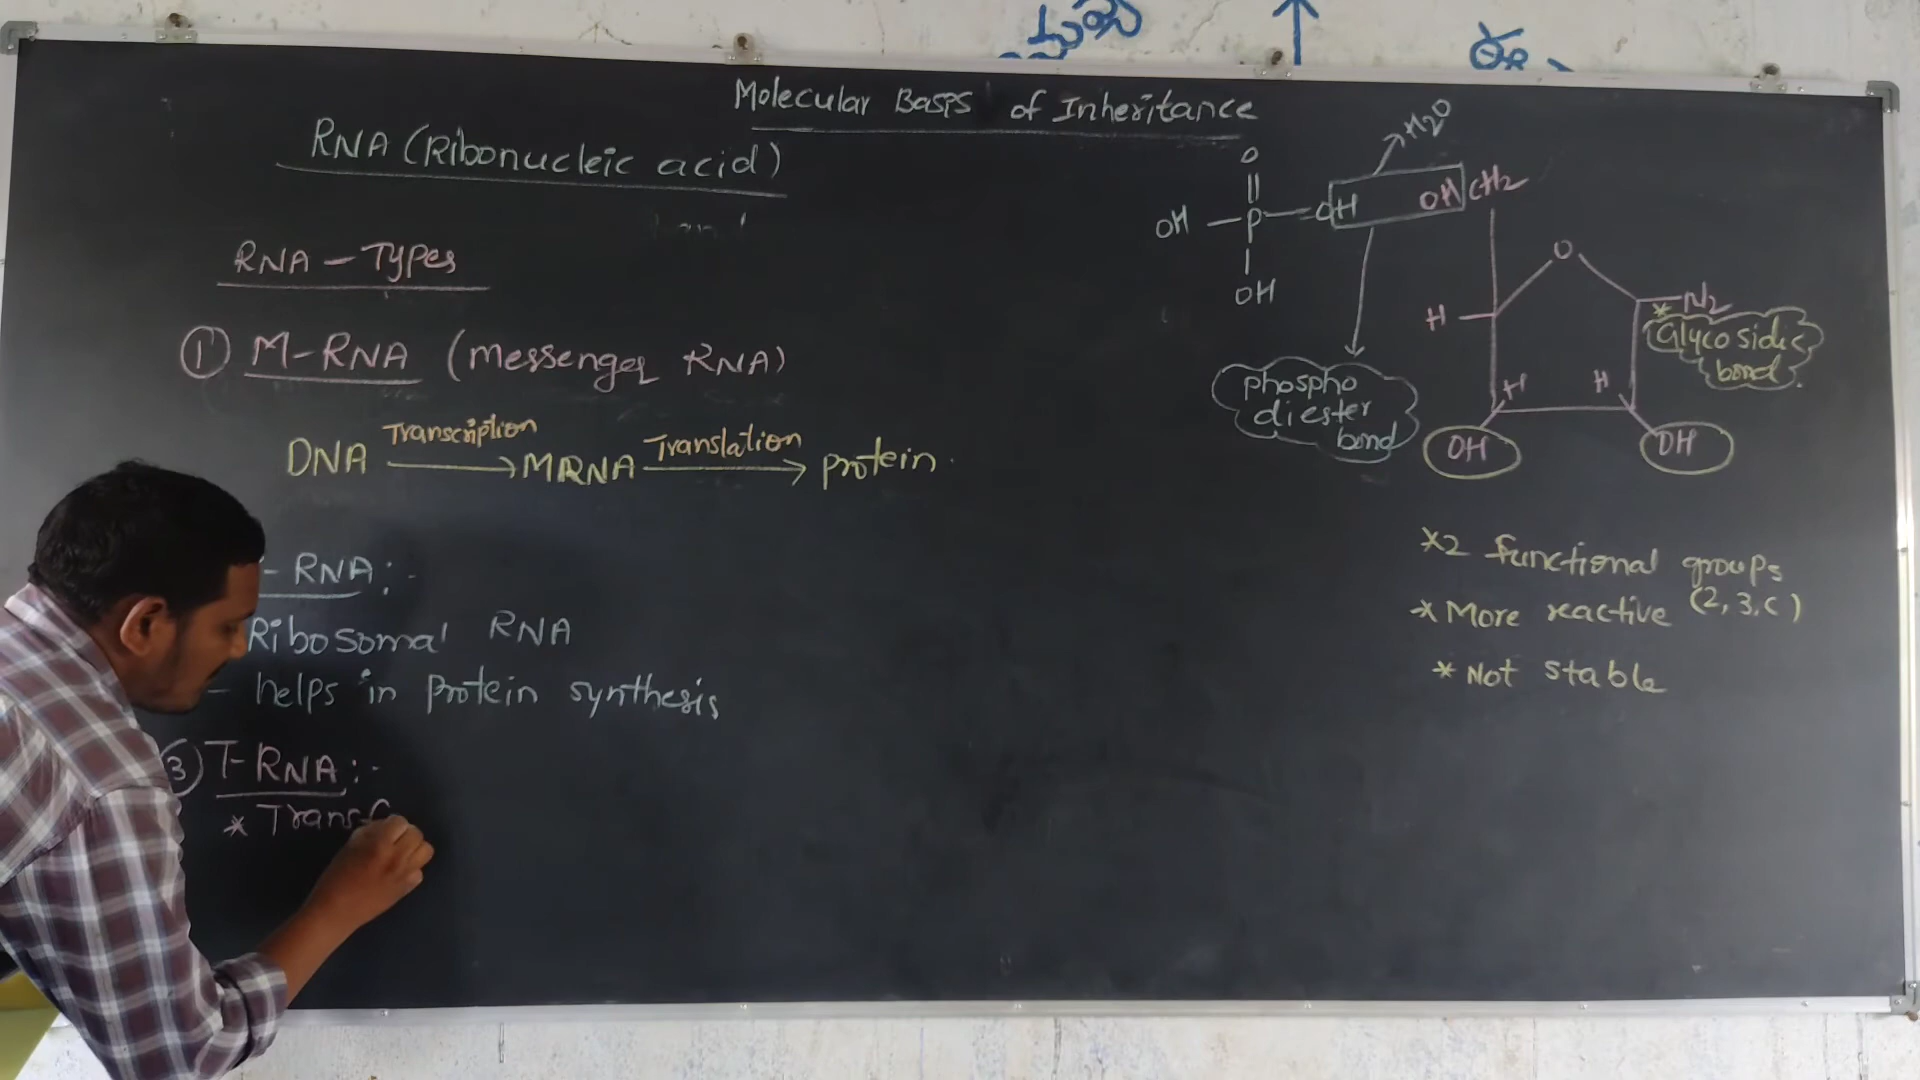 Molecular Basis of Inheritance
RNA (Ribonucleic acid)
RNA - Types
① M-RNA (messenger RNA)
DNA Transcription MRNA Translation protein
- RNA :-
Ribosomal RNA
- helps in protein synthesis
③ T-RNA :-
* Transf
H2O
O
OH P OH OH CH2
OH
O
H N2
* Glycosidic
bond.
phospho
diester
bond
H H
OH OH
*2 functional groups
(2, 3, C)
* More reactive
* Not stable